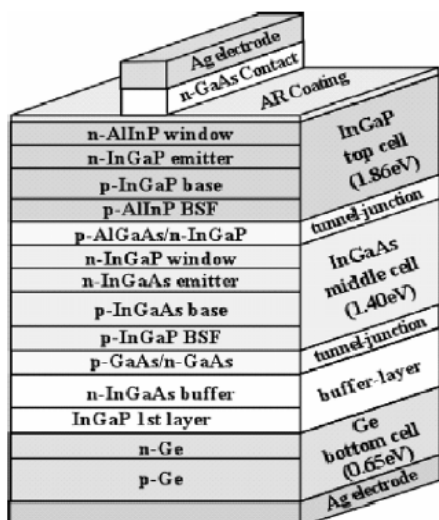 Ag electrode
n-GaAs Contact
AR Coating
n-AlInP window
n-InGaP emitter
p-InGaP base
p-AlInP BSF
p-AlGaAs/n-InGaP
n-InGaP window
n-InGaAs emitter
p-InGaAs base
p-InGaP BSF
p-GaAs/n-GaAs
n-InGaAs buffer
InGaP 1st layer
n-Ge
p-Ge
InGaP
top cell
(1.86eV)
tunnel-junction
InGaAs
middle cell
(1.40eV)
tunnel-junction
buffer-layer
Ge
bottom cell
(0.65eV)
Ag electrode